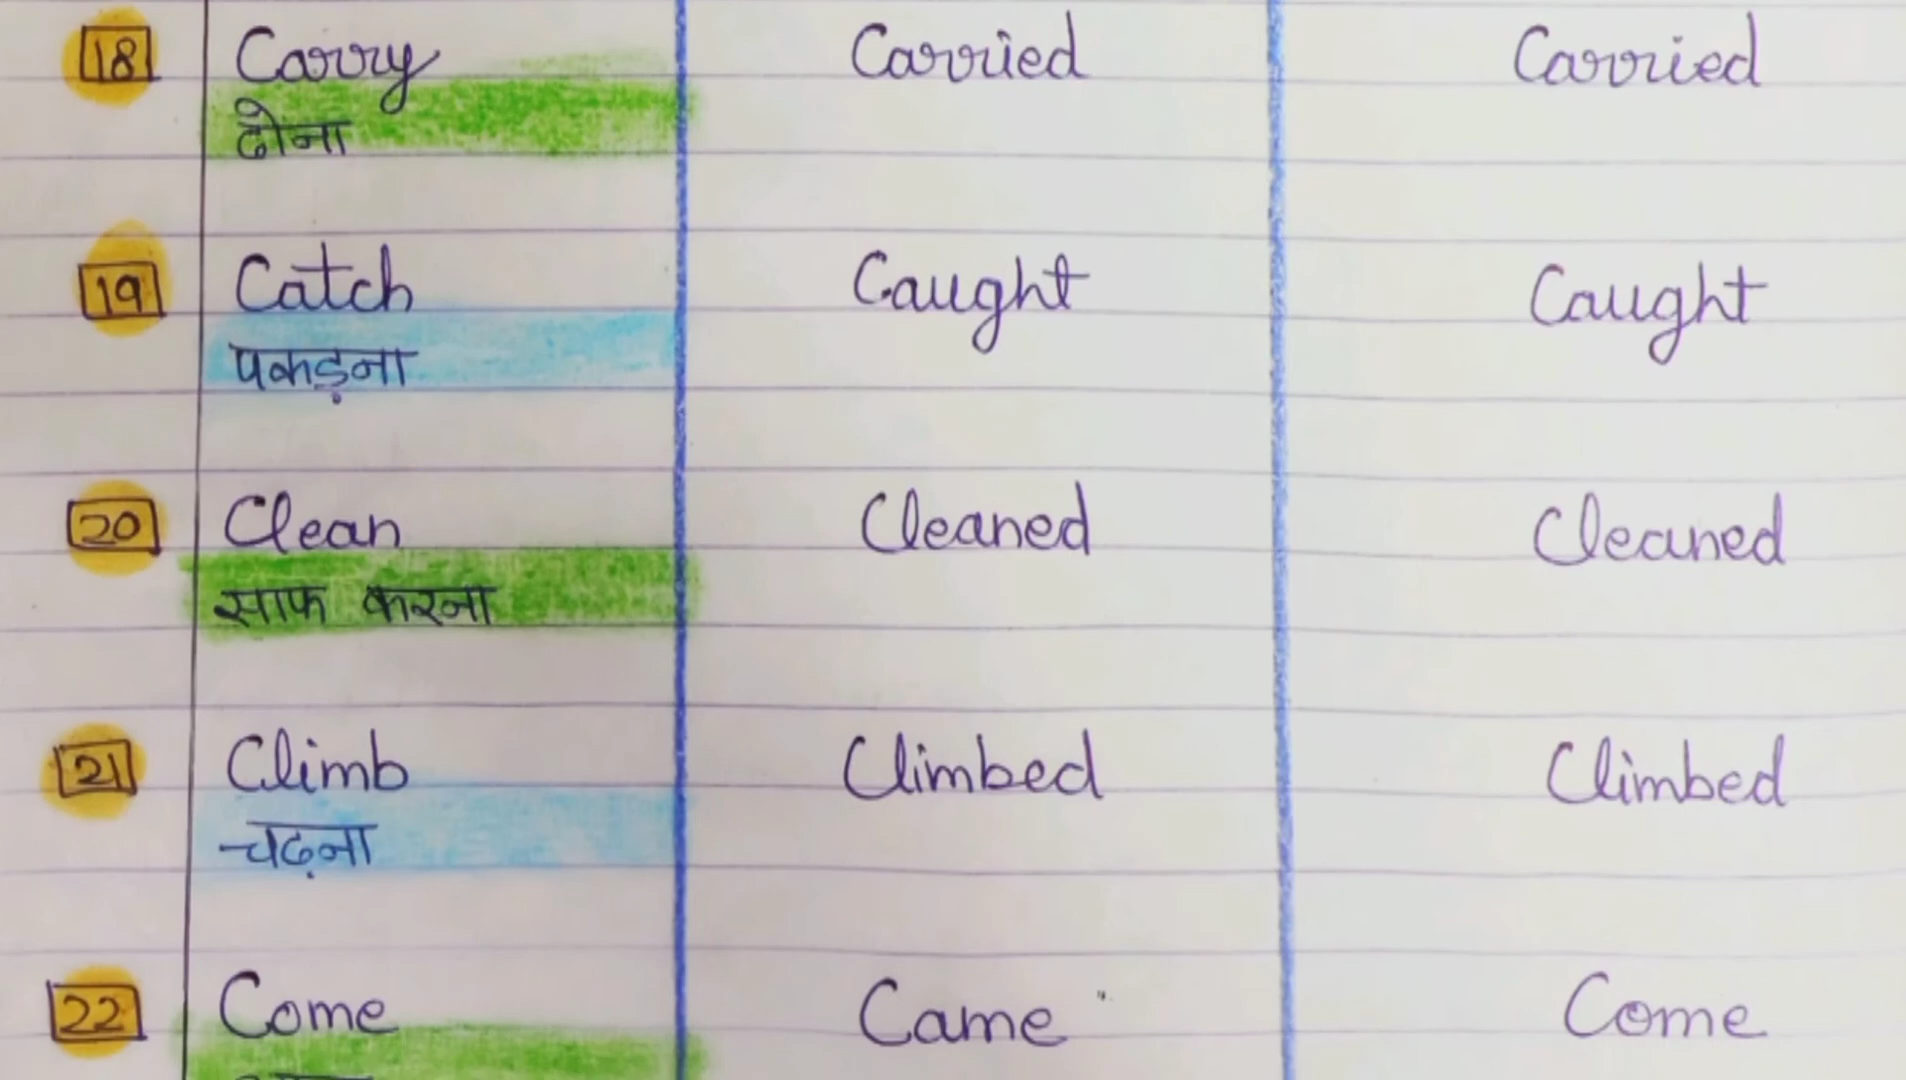 18 Carry Carried Carried
ढोना
19 Catch Caught Caught
पकड़ना
20 Clean Cleaned Cleaned
साफ करना
21 Climb Climbed Climbed
चढ़ना
22 Come Came Come